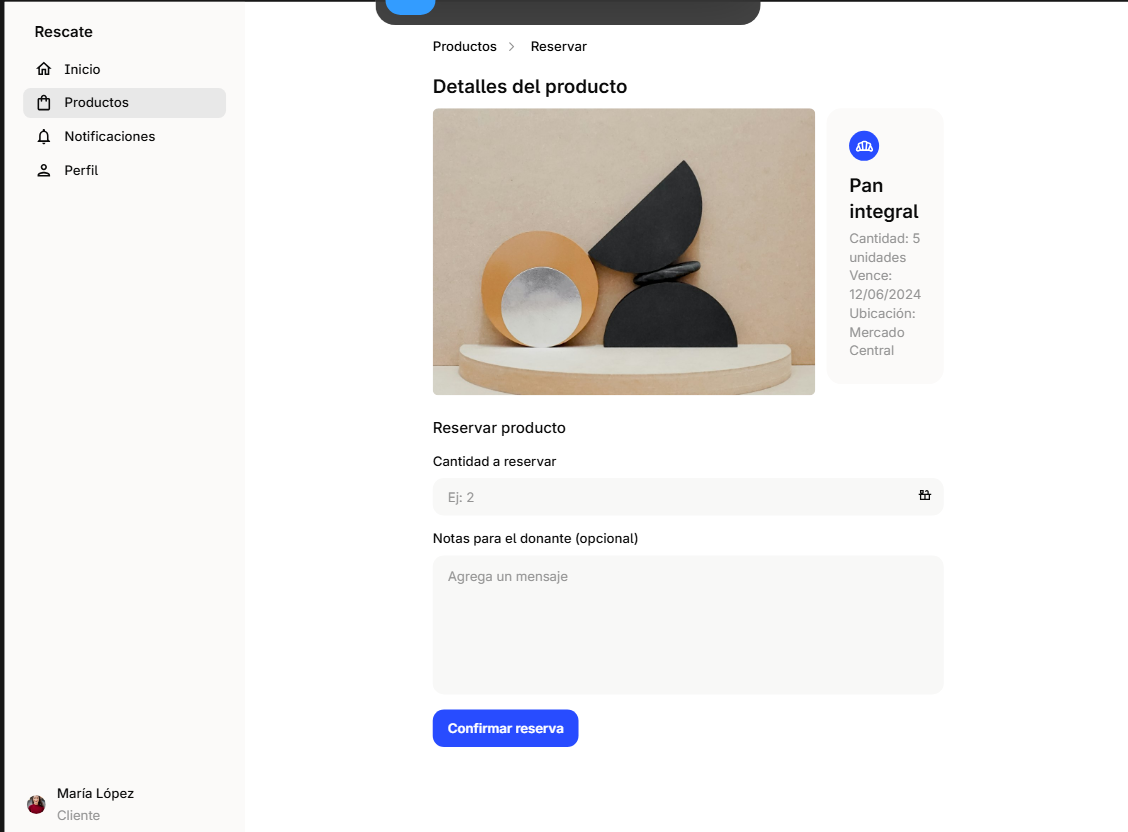 Rescate
Inicio
Productos
Notificaciones
Perfil
Productos > Reservar
Detalles del producto
Pan
integral
Cantidad: 5
unidades
Vence:
12/06/2024
Ubicación:
Mercado
Central
Reservar producto
Cantidad a reservar
Ej: 2
Notas para el donante (opcional)
Agrega un mensaje
Confirmar reserva
María López
Cliente